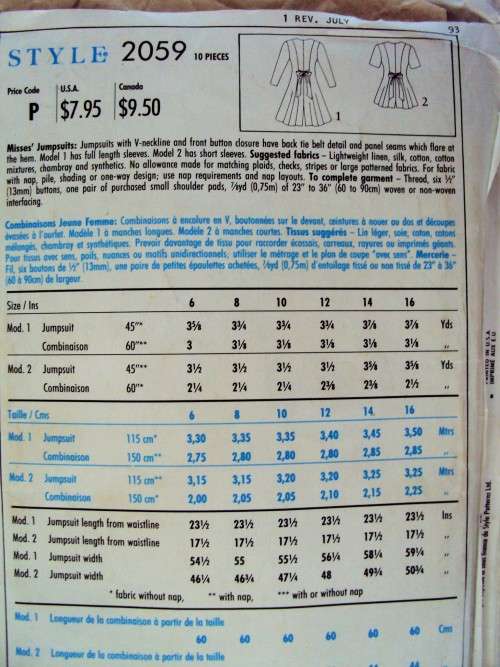 1 REV. JULY
93
STYLE 2059 10 PIECES
Price Code U.S.A. Canada
P $7.95 $9.50
1 2
Misses' Jumpsuits: Jumpsuits with V-neckline and front button closure have back tie belt detail and panel seams which flare at
the hem. Model 1 has full length sleeves. Model 2 has short sleeves. Suggested fabrics - Lightweight linen, silk, cotton, cotton
mixtures, chambray and synthetics. No allowance made for matching plaids, checks, stripes or large patterned fabrics. For fabric
with nap, pile, shading or one-way design; use nap requirements and nap layouts. To complete garment - Thread, six ½"
(13mm) buttons, one pair of purchased small shoulder pads, ⅞yd (0,75m) of 23" to 36" (60 to 90cm) woven or non-woven
interfacing.
Combinaisons Jeune Femme: Combinaisons à encolure en V, boutonnées sur le devant, ceintures à nouer au dos et découpes
évasées à l'ourlet. Modèle 1 à manches longues. Modèle 2 à manches courtes. Tissus suggérés - Lin léger, soie, coton, cotons
mélangés, chambray et synthétiques. Prevoir davantage de tissu pour raccorder écossais, carreaux, rayures ou imprimés géants.
Pour tissus avec sens, poils, nuances ou motifs unidirectionnels, utiliser le métrage et le plan de coupe "avec sens". Mercerie -
Fil, six boutons de ½" (13mm), une paire de petites épaulettes achetées, ⅞yd (0,75m) d'entoilage tissé ou non tissé de 23" à 36"
(60 à 90cm) de largeur.
Size / Ins 6 8 10 12 14 16
Mod. 1 Jumpsuit 45"* 3⅝ 3¾ 3¾ 3¾ 3⅞ 3⅞ Yds
Combinaison 60"** 3 3⅛ 3⅛ 3⅛ 3⅛ 3⅛ ,,
Mod. 2 Jumpsuit 45"** 3½ 3½ 3½ 3½ 3⅝ 3⅝ Yds
Combinaison 60"* 2¼ 2¼ 2¼ 2⅜ 2⅜ 2½ ,,
Taille / Cms 6 8 10 12 14 16
Mod. 1 Jumpsuit 115 cm* 3,30 3,35 3,35 3,40 3,45 3,50 Mtrs
Combinaison 150 cm** 2,75 2,80 2,80 2,80 2,85 2,85 ,,
Mod. 2 Jumpsuit 115 cm** 3,15 3,15 3,20 3,20 3,25 3,25 Mtrs
Combinaison 150 cm* 2,00 2,05 2,05 2,10 2,15 2,25 ,,
Mod. 1 Jumpsuit length from waistline 23½ 23½ 23½ 23½ 23½ 23½ Ins
Mod. 2 Jumpsuit length from waistline 17½ 17½ 17½ 17½ 17½ 17½ ,,
Mod. 1 Jumpsuit width 54½ 55 55½ 56¼ 58¼ 59¼ ,,
Mod. 2 Jumpsuit width 46¼ 46¾ 47¼ 48 49¾ 50¾ ,,
* fabric without nap, ** with nap, *** with or without nap
Mod. 1 Longueur de la combinaison à partir de la taille
60 60 60 60 60 60 Cms
Mod. 2 Longueur de la combinaison à partir de la taille
44
PRINTED IN U.S.A.
IMPRIMÉ AUX E.U.
de Style Patterns Ltd.